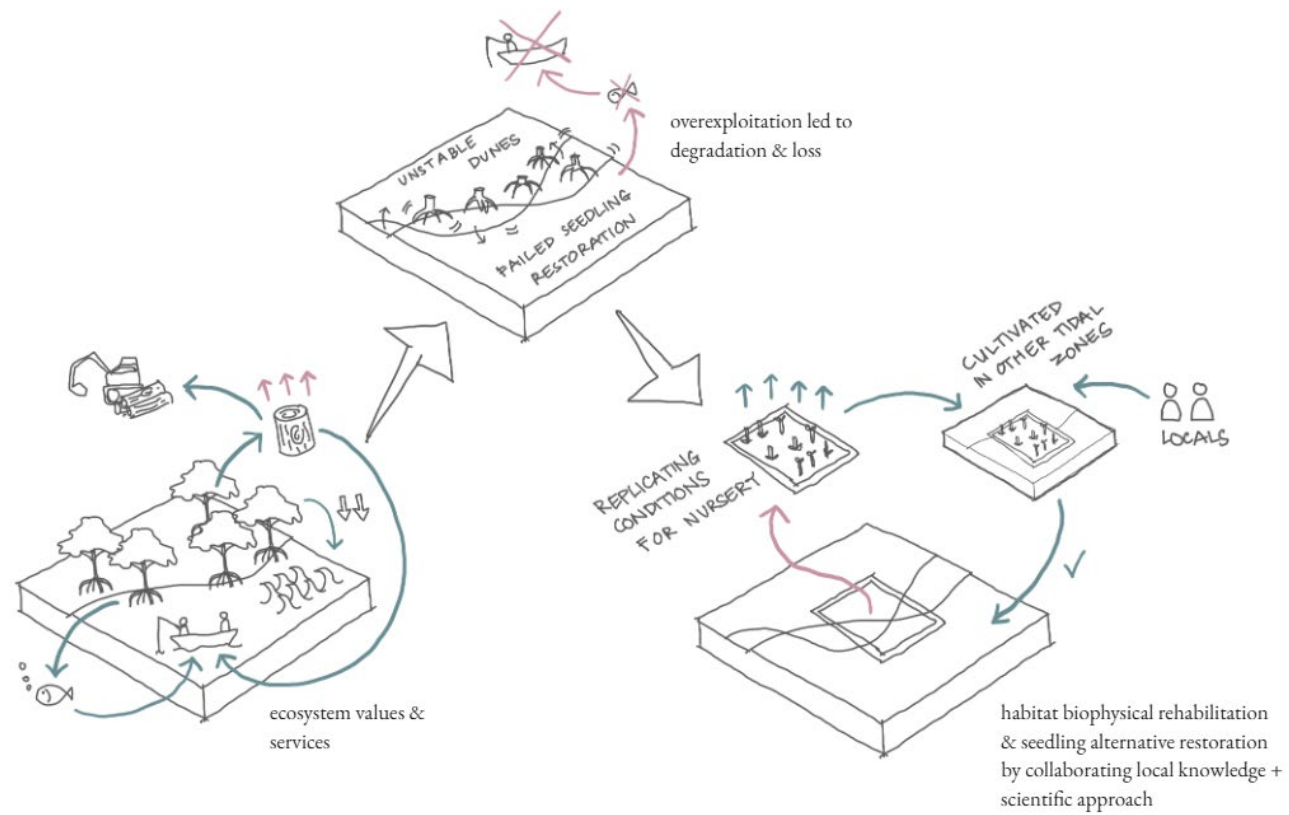 overexploitation led to
degradation & loss
UNSTABLE
DUNES
FAILED SEEDLING
RESTORATION
ecosystem values &
services
REPLICATING
CONDITIONS
FOR NURSERY
CULTIVATED
IN OTHER TIDAL
ZONES
LOCALS
habitat biophysical rehabilitation
& seedling alternative restoration
by collaborating local knowledge +
scientific approach